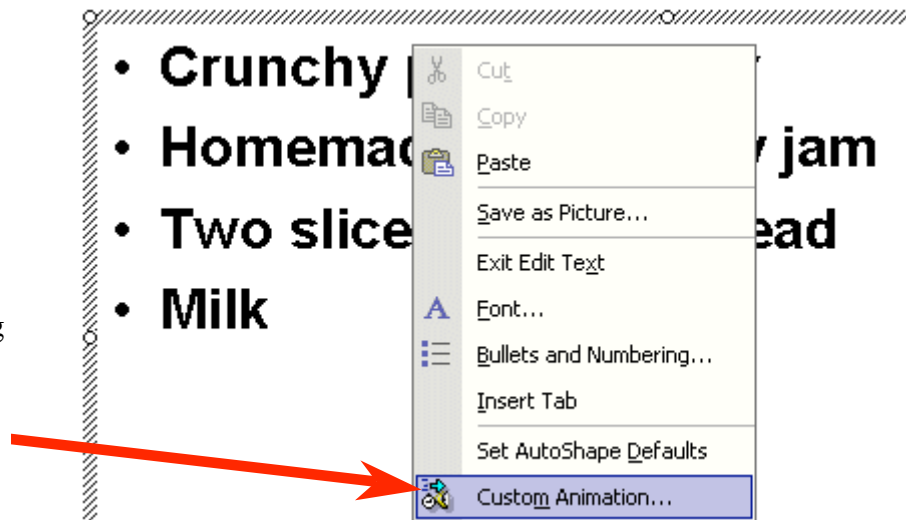 • Crunchy
Cut
Copy
• Homemad jam
Paste
Save as Picture...
• Two slice ead
Exit Edit Text
• Milk
Font...
g
Bullets and Numbering...
Insert Tab
Set AutoShape Defaults
Custom Animation...